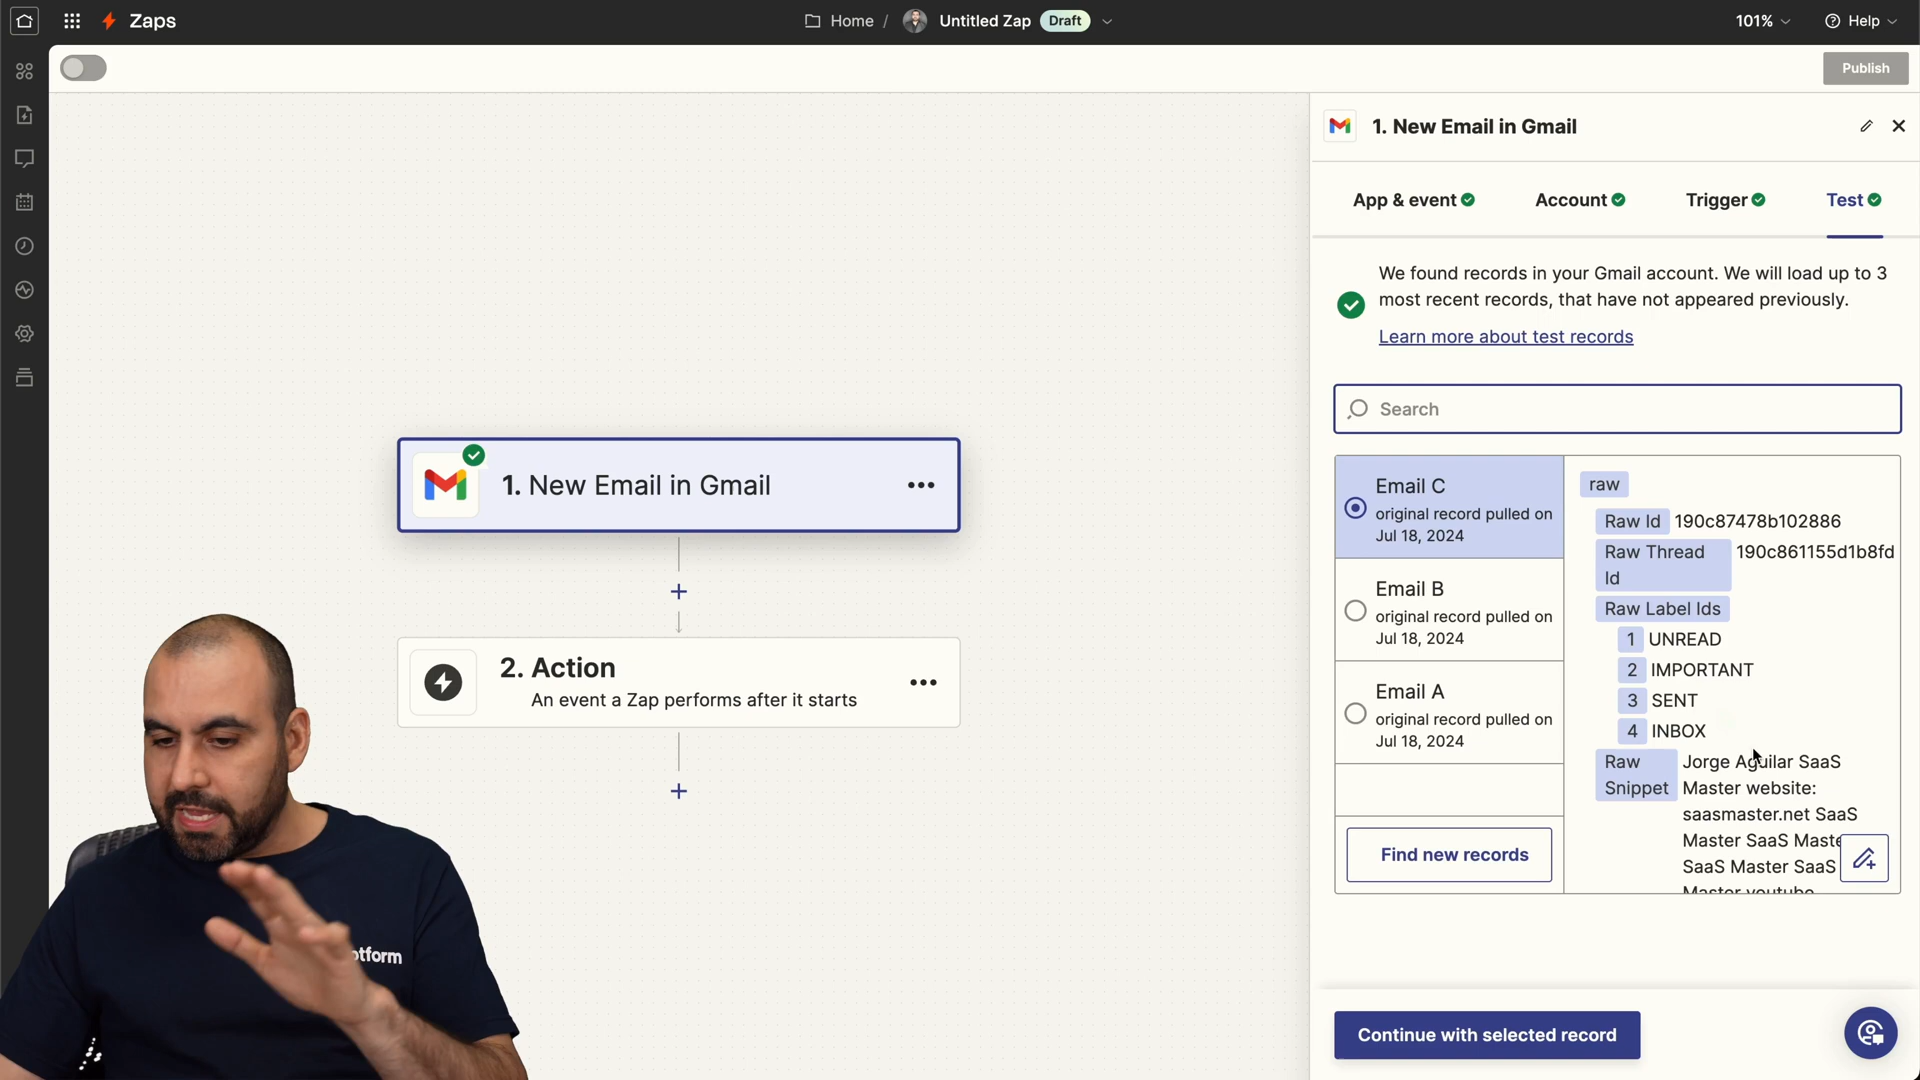 Zaps
Home / Untitled Zap Draft
101%
Help
Publish
1. New Email in Gmail
App & event
Account
Trigger
Test
We found records in your Gmail account. We will load up to 3
most recent records, that have not appeared previously.
Learn more about test records
Search
Email C
original record pulled on
Jul 18, 2024
Email B
original record pulled on
Jul 18, 2024
Email A
original record pulled on
Jul 18, 2024
Find new records
raw
Raw Id 190c87478b102886
Raw Thread 190c861155d1b8fd
Id
Raw Label Ids
1 UNREAD
2 IMPORTANT
3 SENT
4 INBOX
Raw Jorge Aguilar SaaS
Snippet Master website:
saasmaster.net SaaS
Master SaaS Maste
SaaS Master SaaS
Master youtube
Continue with selected record
1. New Email in Gmail
2. Action
An event a Zap performs after it starts
otform